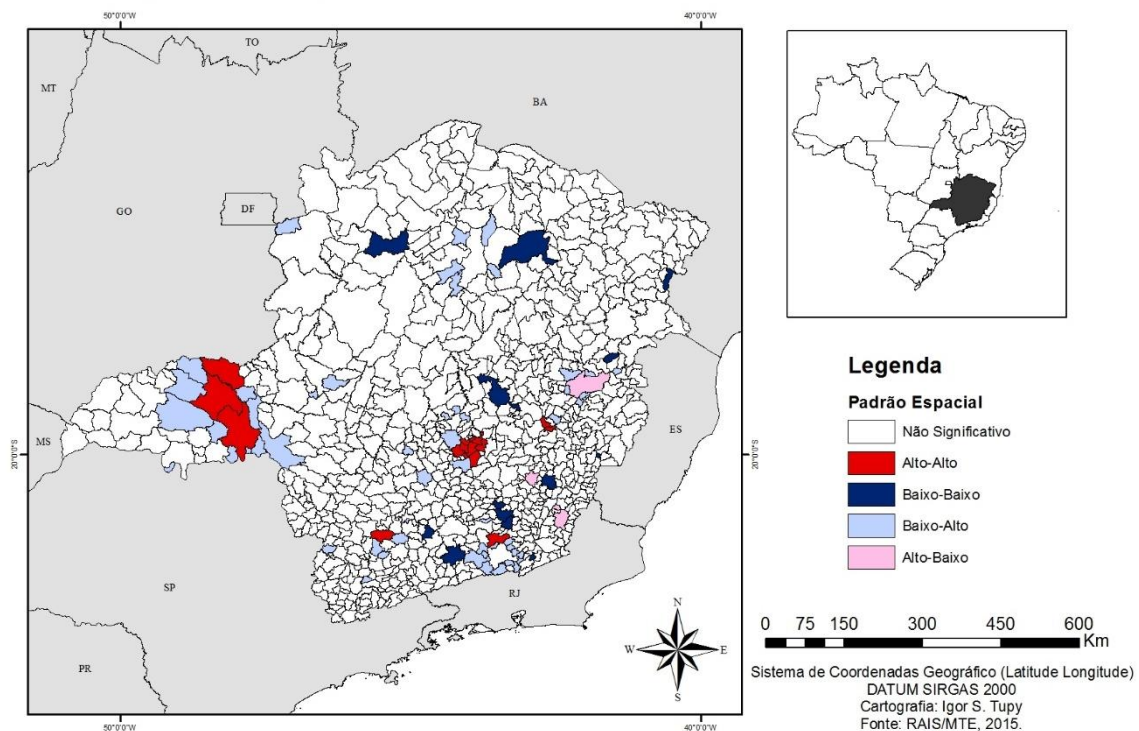 50°0'0"W
40°0'0"W
TO
MT
BA
GO
DF
MS
20°0'0"S
20°0'0"S
ES
SP
RJ
PR
N
W
E
S
50°0'0"W
40°0'0"W
Legenda
Padrão Espacial
Não Significativo
Alto-Alto
Baixo-Baixo
Baixo-Alto
Alto-Baixo
0 75 150 300 450 600
Km
Sistema de Coordenadas Geográfico (Latitude Longitude)
DATUM SIRGAS 2000
Cartografia: Igor S. Tupy
Fonte: RAIS/MTE, 2015.